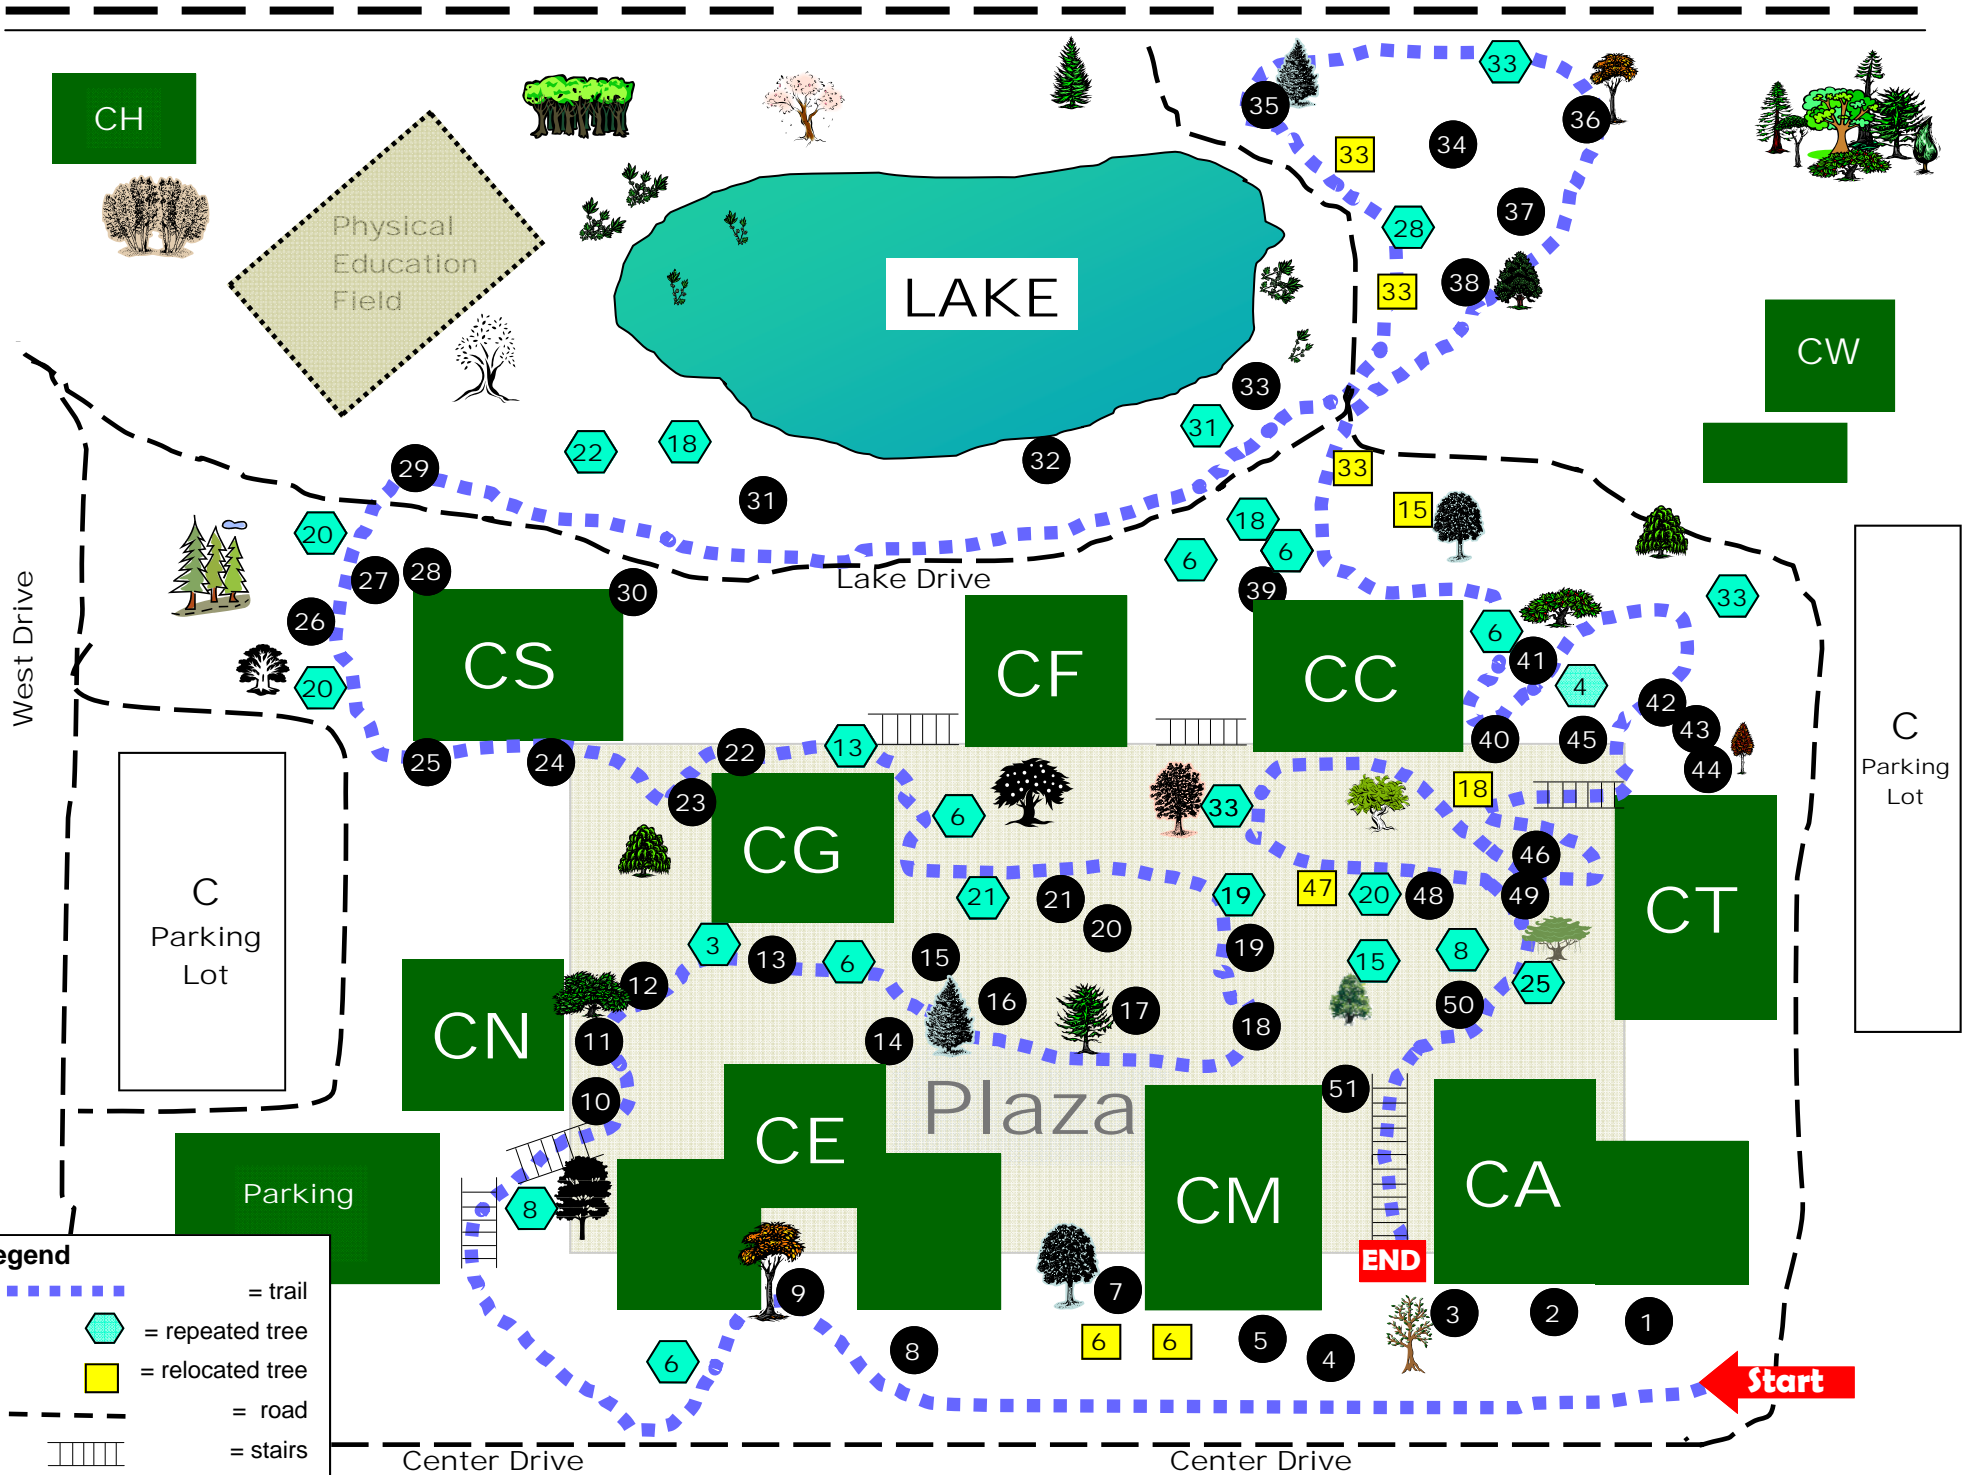 33
CH
35
36
34
33
37
Physical
Education
Field
28
38
33
LAKE
CW
33
31
22
18
29
32
33
31
15
18
20
6
6
Lake Drive
28
27
39
30
33
26
6
41
West Drive
CS
CF
CC
4
20
42
C
Parking
Lot
43
45
40
22
13
25
24
44
18
23
33
6
CG
46
C
Parking
Lot
47
20
48
49
19
21
21
CT
20
3
13
6
15
19
15
8
25
12
16
17
50
18
CN
11
14
51
10
Plaza
CE
CM
CA
Parking
8
END
egend
= trail
= repeated tree
= relocated tree
= road
= stairs
9
7
3
2
1
6
6
5
8
4
6
Start
Center Drive
Center Drive